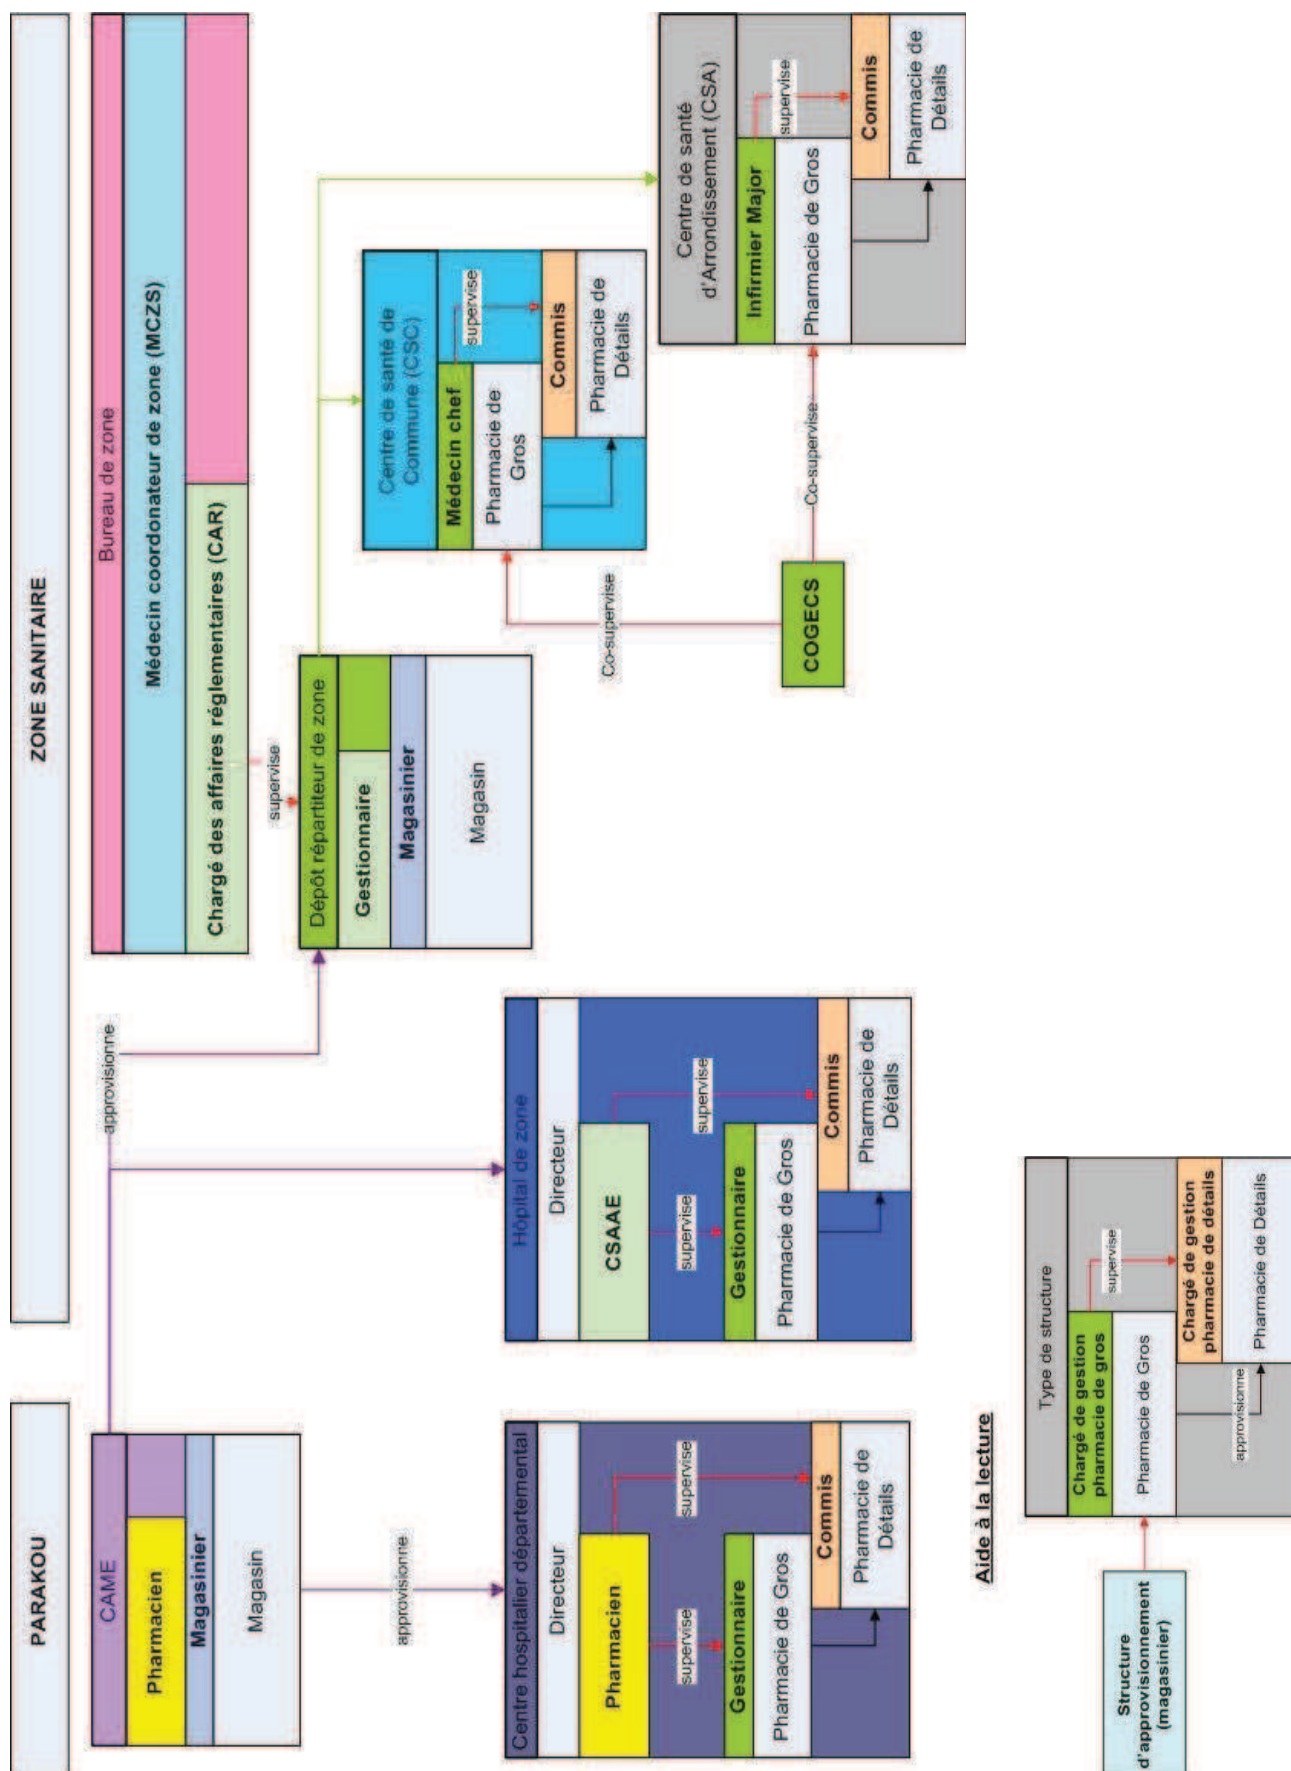 PARAKOU
ZONE SANITAIRE
CAME
Pharmacien
Magasinier
Magasin
approvisionne
approvisionne
Centre hospitalier départemental
Directeur
Pharmacien
supervise
supervise
Gestionnaire
Pharmacie de Gros
Commis
Pharmacie de
Détails
Hôpital de zone
Directeur
CSAAE
supervise
supervise
Gestionnaire
Pharmacie de Gros
Commis
Pharmacie de
Détails
Bureau de zone
Médecin coordonateur de zone (MCZS)
Chargé des affaires réglementaires (CAR)
supervise
Dépôt répartiteur de zone
Gestionnaire
Magasinier
Magasin
Centre de santé de
Commune (CSC)
Médecin chef
supervise
Pharmacie de
Gros
Commis
Pharmacie de
Détails
Centre de santé
d'Arrondissement (CSA)
Infirmier Major
supervise
Pharmacie de Gros
Commis
Pharmacie de
Détails
Co-supervise
Co-supervise
COGECS
Aide à la lecture
Structure
d'approvisionnement
(magasinier)
Type de structure
Chargé de gestion
pharmacie de gros
supervise
Pharmacie de Gros
Chargé de gestion
pharmacie de détails
approvisionne
Pharmacie de Détails